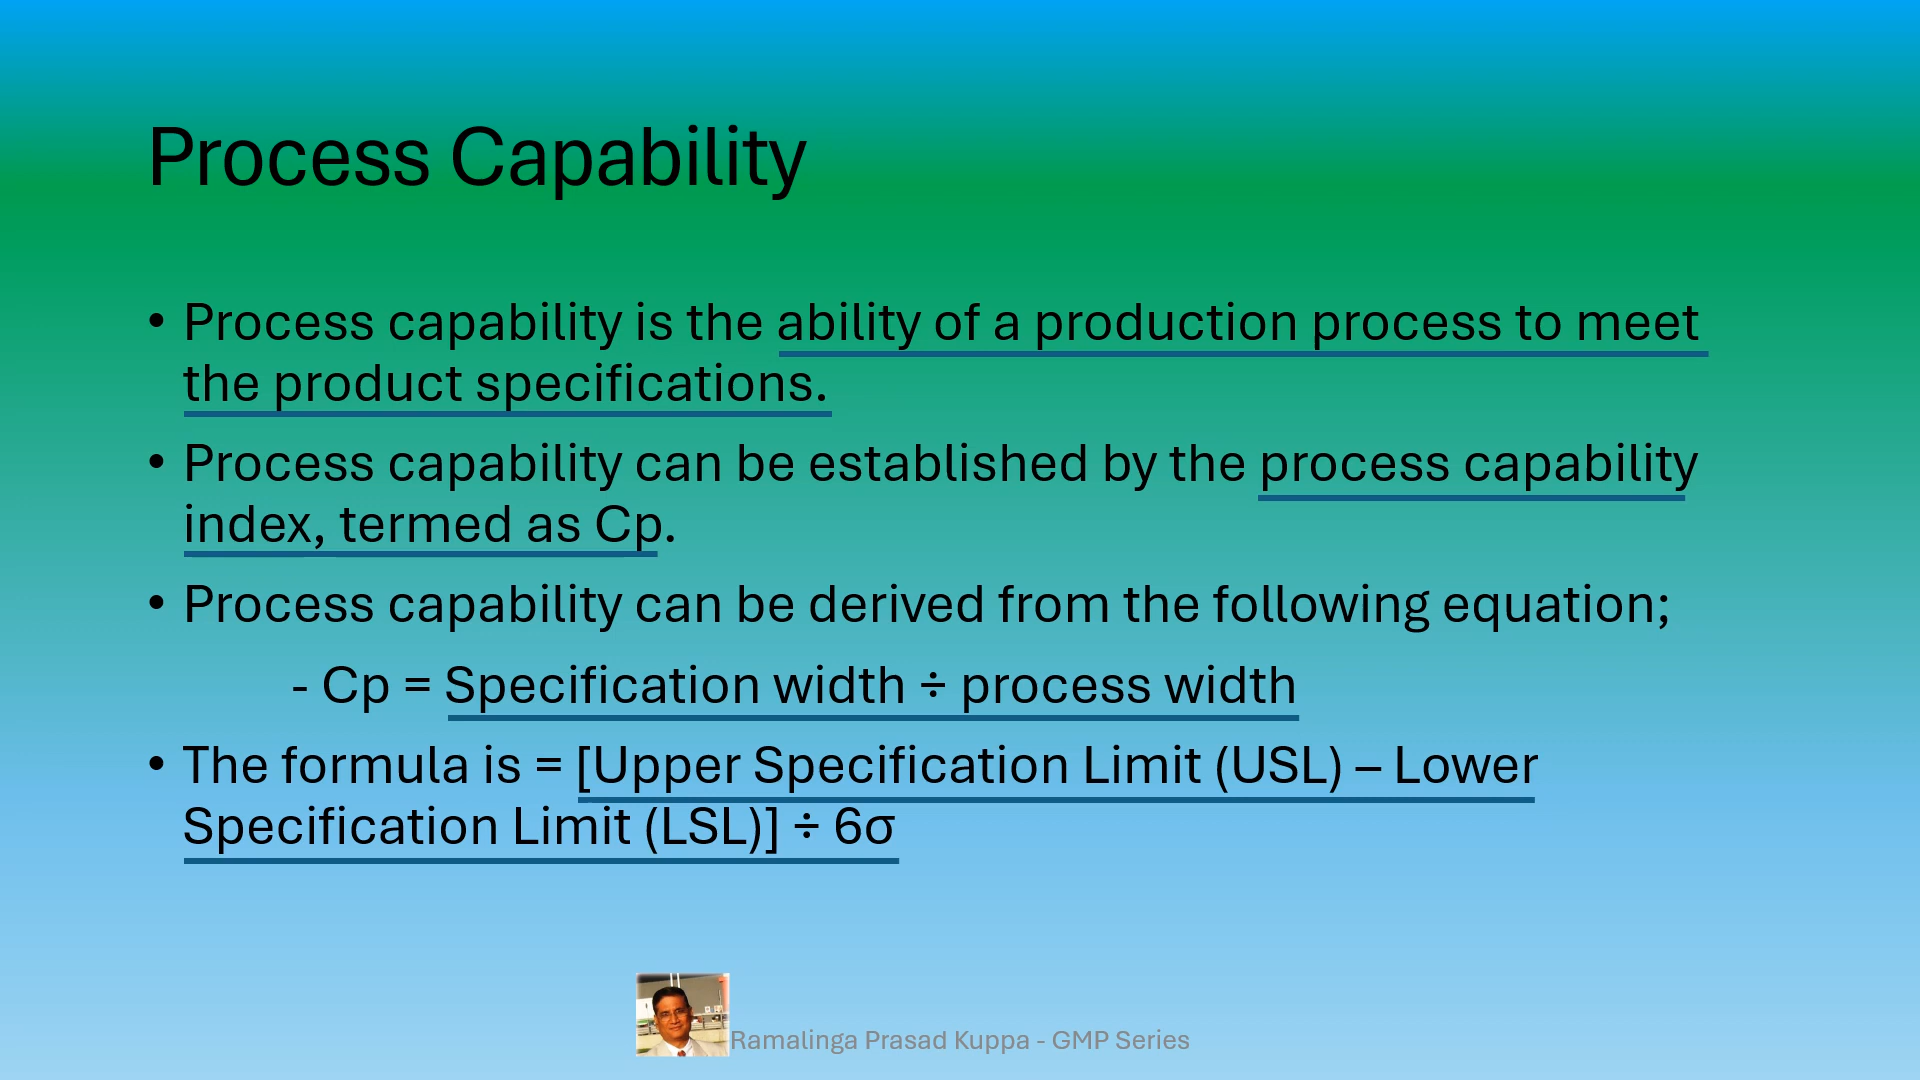 Process Capability
• Process capability is the ability of a production process to meet
the product specifications.
• Process capability can be established by the process capability
index, termed as Cp.
• Process capability can be derived from the following equation;
- Cp = Specification width ÷ process width
• The formula is = [Upper Specification Limit (USL) – Lower
Specification Limit (LSL)] ÷ 6σ
Ramalinga Prasad Kuppa - GMP Series